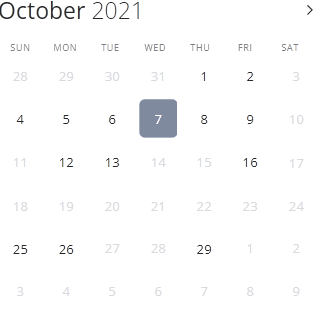 October 2021
SUN MON TUE WED THU FRI SAT
28 29 30 31 1 2 3
4 5 6 7 8 9 10
11 12 13 14 15 16 17
18 19 20 21 22 23 24
25 26 27 28 29 1 2
3 4 5 6 7 8 9